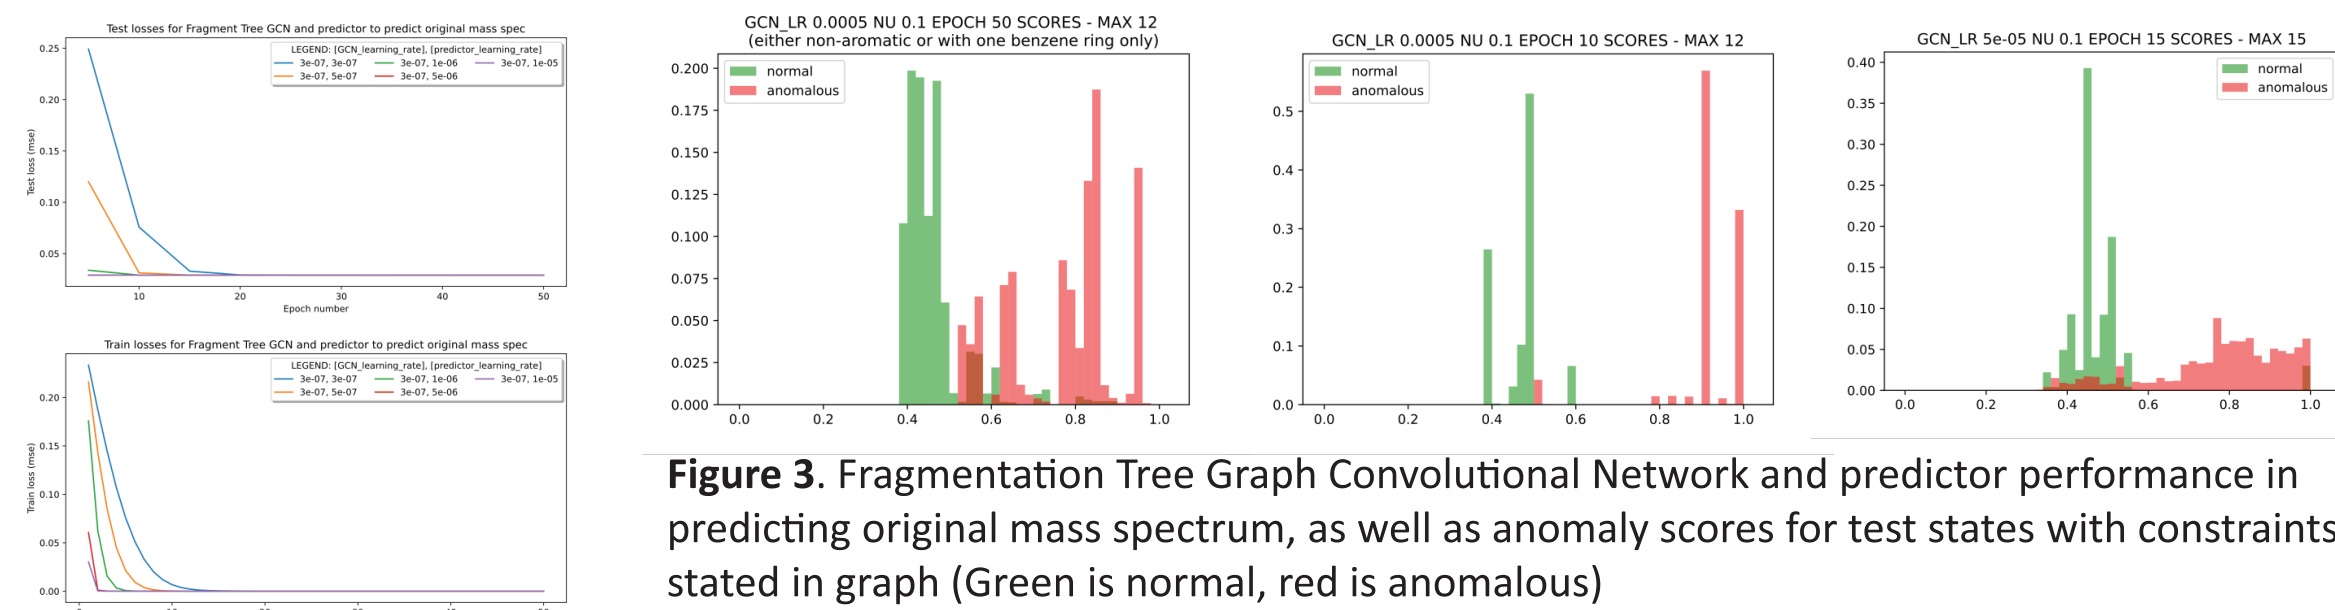 Test losses for Fragment Tree GCN and predictor to predict original mass spec
LEGEND: [GCN_learning_rate], [predictor_learning_rate]
3e-07, 3e-07
3e-07, 1e-06
3e-07, 1e-05
3e-07, 5e-07
3e-07, 5e-06
0.25
0.20
0.15
0.10
0.05
Test loss (mse)
10 20 30 40 50
Epoch number
Train losses for Fragment Tree GCN and predictor to predict original mass spec
LEGEND: [GCN_learning_rate], [predictor_learning_rate]
3e-07, 3e-07
3e-07, 1e-06
3e-07, 1e-05
3e-07, 5e-07
3e-07, 5e-06
0.20
0.15
0.10
0.05
0.00
Train loss (mse)
GCN_LR 0.0005 NU 0.1 EPOCH 50 SCORES - MAX 12
(either non-aromatic or with one benzene ring only)
normal
anomalous
0.200
0.175
0.150
0.125
0.100
0.075
0.050
0.025
0.000
0.0 0.2 0.4 0.6 0.8 1.0
GCN_LR 0.0005 NU 0.1 EPOCH 10 SCORES - MAX 12
normal
anomalous
0.5
0.4
0.3
0.2
0.1
0.0
0.0 0.2 0.4 0.6 0.8 1.0
GCN_LR 5e-05 NU 0.1 EPOCH 15 SCORES - MAX 15
normal
anomalous
0.40
0.35
0.30
0.25
0.20
0.15
0.10
0.05
0.00
0.0 0.2 0.4 0.6 0.8 1.0
Figure 3. Fragmentation Tree Graph Convolutional Network and predictor performance in
predicting original mass spectrum, as well as anomaly scores for test states with constraints
stated in graph (Green is normal, red is anomalous)